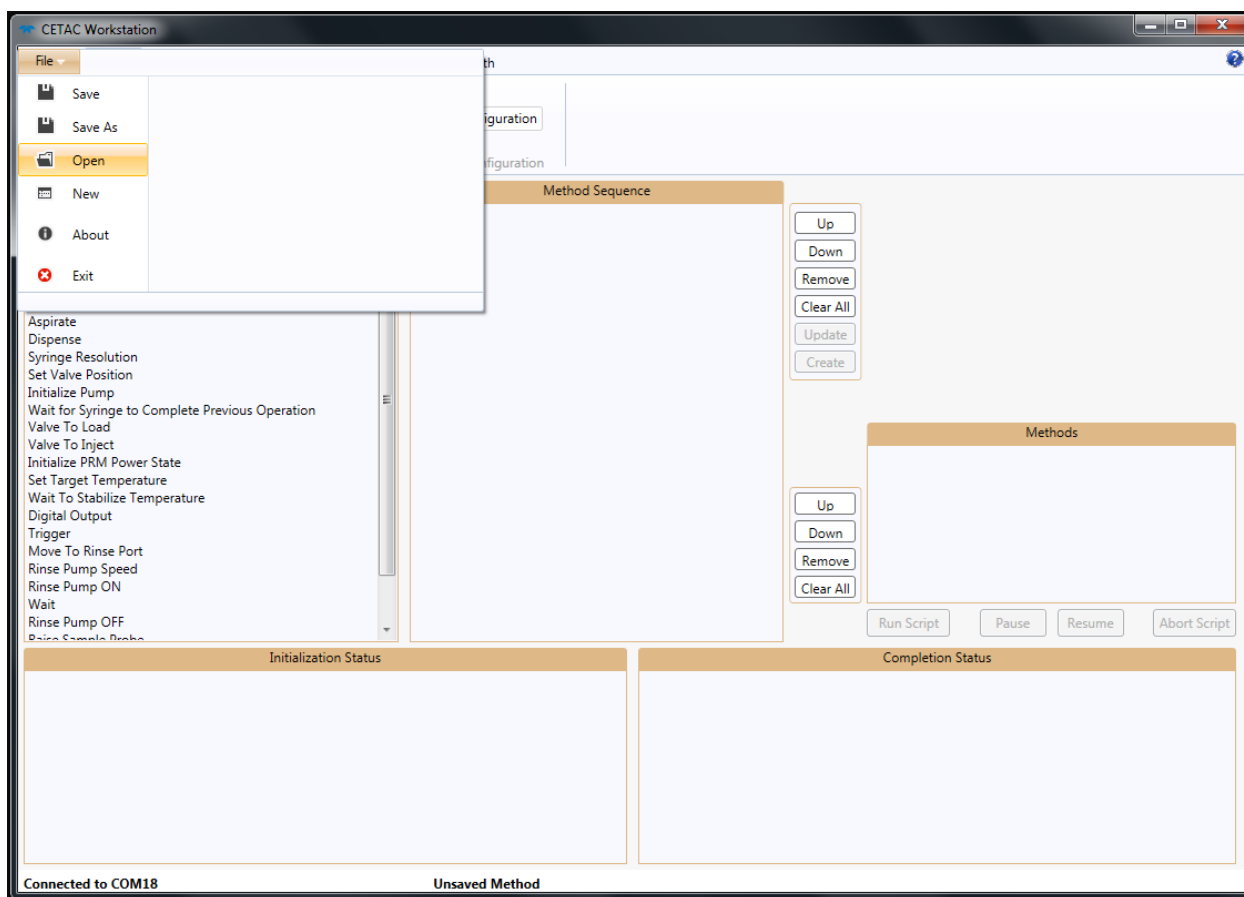 CETAC Workstation
File
th
Save
Save As
Open
New
About
Exit
iguration
figuration
Method Sequence
Up
Down
Remove
Clear All
Update
Create
Aspirate
Dispense
Syringe Resolution
Set Valve Position
Initialize Pump
Wait for Syringe to Complete Previous Operation
Valve To Load
Valve To Inject
Initialize PRM Power State
Set Target Temperature
Wait To Stabilize Temperature
Digital Output
Trigger
Move To Rinse Port
Rinse Pump Speed
Rinse Pump ON
Wait
Rinse Pump OFF
Raise Sample Probe
Up
Down
Remove
Clear All
Methods
Run Script Pause Resume Abort Script
Initialization Status
Completion Status
Connected to COM18 Unsaved Method